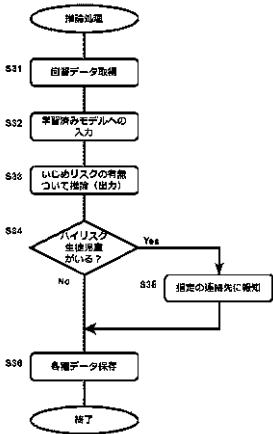 推論処理
S31
回答データ取得
S32
学習済みモデルへの
入力
S33
いじめリスクの有無
ついて推論（出力）
S34
ハイリスク
生徒児童
がいる？
Yes
No
S35
指定の連絡先に報知
S36
各種データ保存
終了